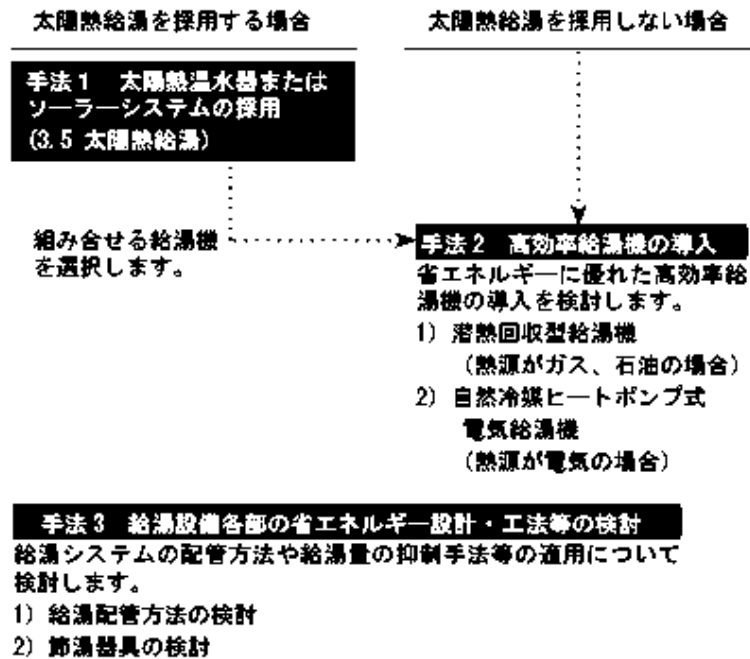 太陽熱給湯を採用する場合
太陽熱給湯を採用しない場合
手法1 太陽熱温水器または
ソーラーシステムの採用
(3.5 太陽熱給湯)
組み合せる給湯機
を選択します。
手法2 高効率給湯機の導入
省エネルギーに優れた高効率給
湯機の導入を検討します。
1) 潜熱回収型給湯機
(熱源がガス、石油の場合)
2) 自然冷媒ヒートポンプ式
電気給湯機
(熱源が電気の場合)
手法3 給湯設備各部の省エネルギー設計・工法等の検討
給湯システムの配管方法や給湯量の抑制手法等の適用について
検討します。
1) 給湯配管方法の検討
2) 節湯器具の検討